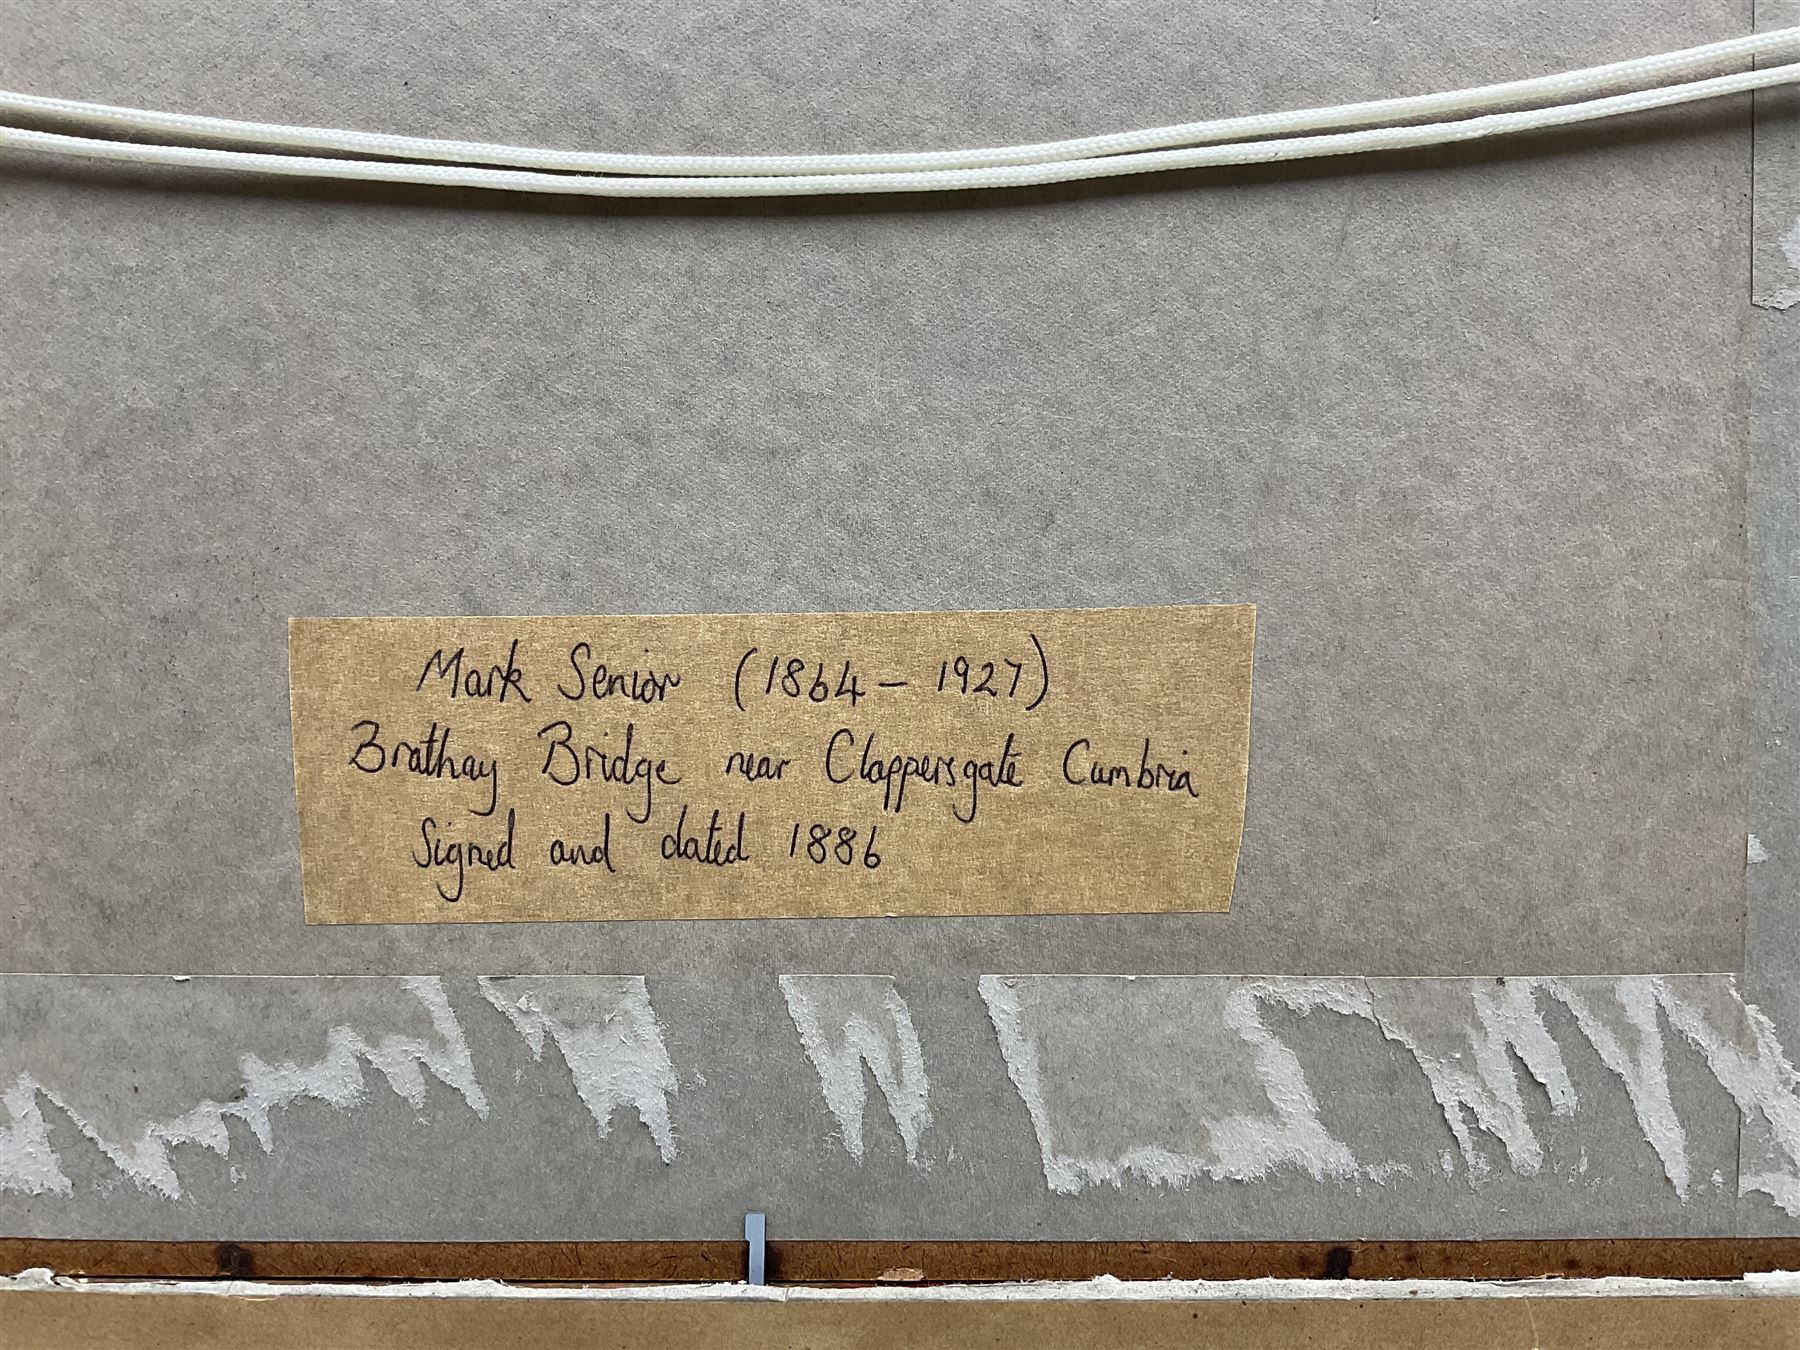 Mark Senior (1864 - 1927)
Brathay Bridge near Clappersgate Cumbria
Signed and dated 1886